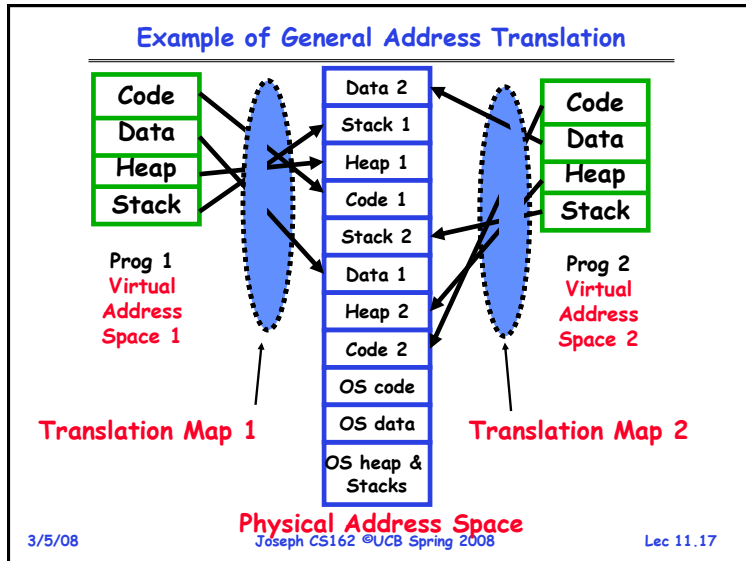 Example of General Address Translation
Code
Data
Heap
Stack
Prog 1
Virtual
Address
Space 1
Translation Map 1
Data 2
Stack 1
Heap 1
Code 1
Stack 2
Data 1
Heap 2
Code 2
OS code
OS data
OS heap &
Stacks
Physical Address Space
Code
Data
Heap
Stack
Prog 2
Virtual
Address
Space 2
Translation Map 2
3/5/08
Joseph CS162 ©UCB Spring 2008
Lec 11.17